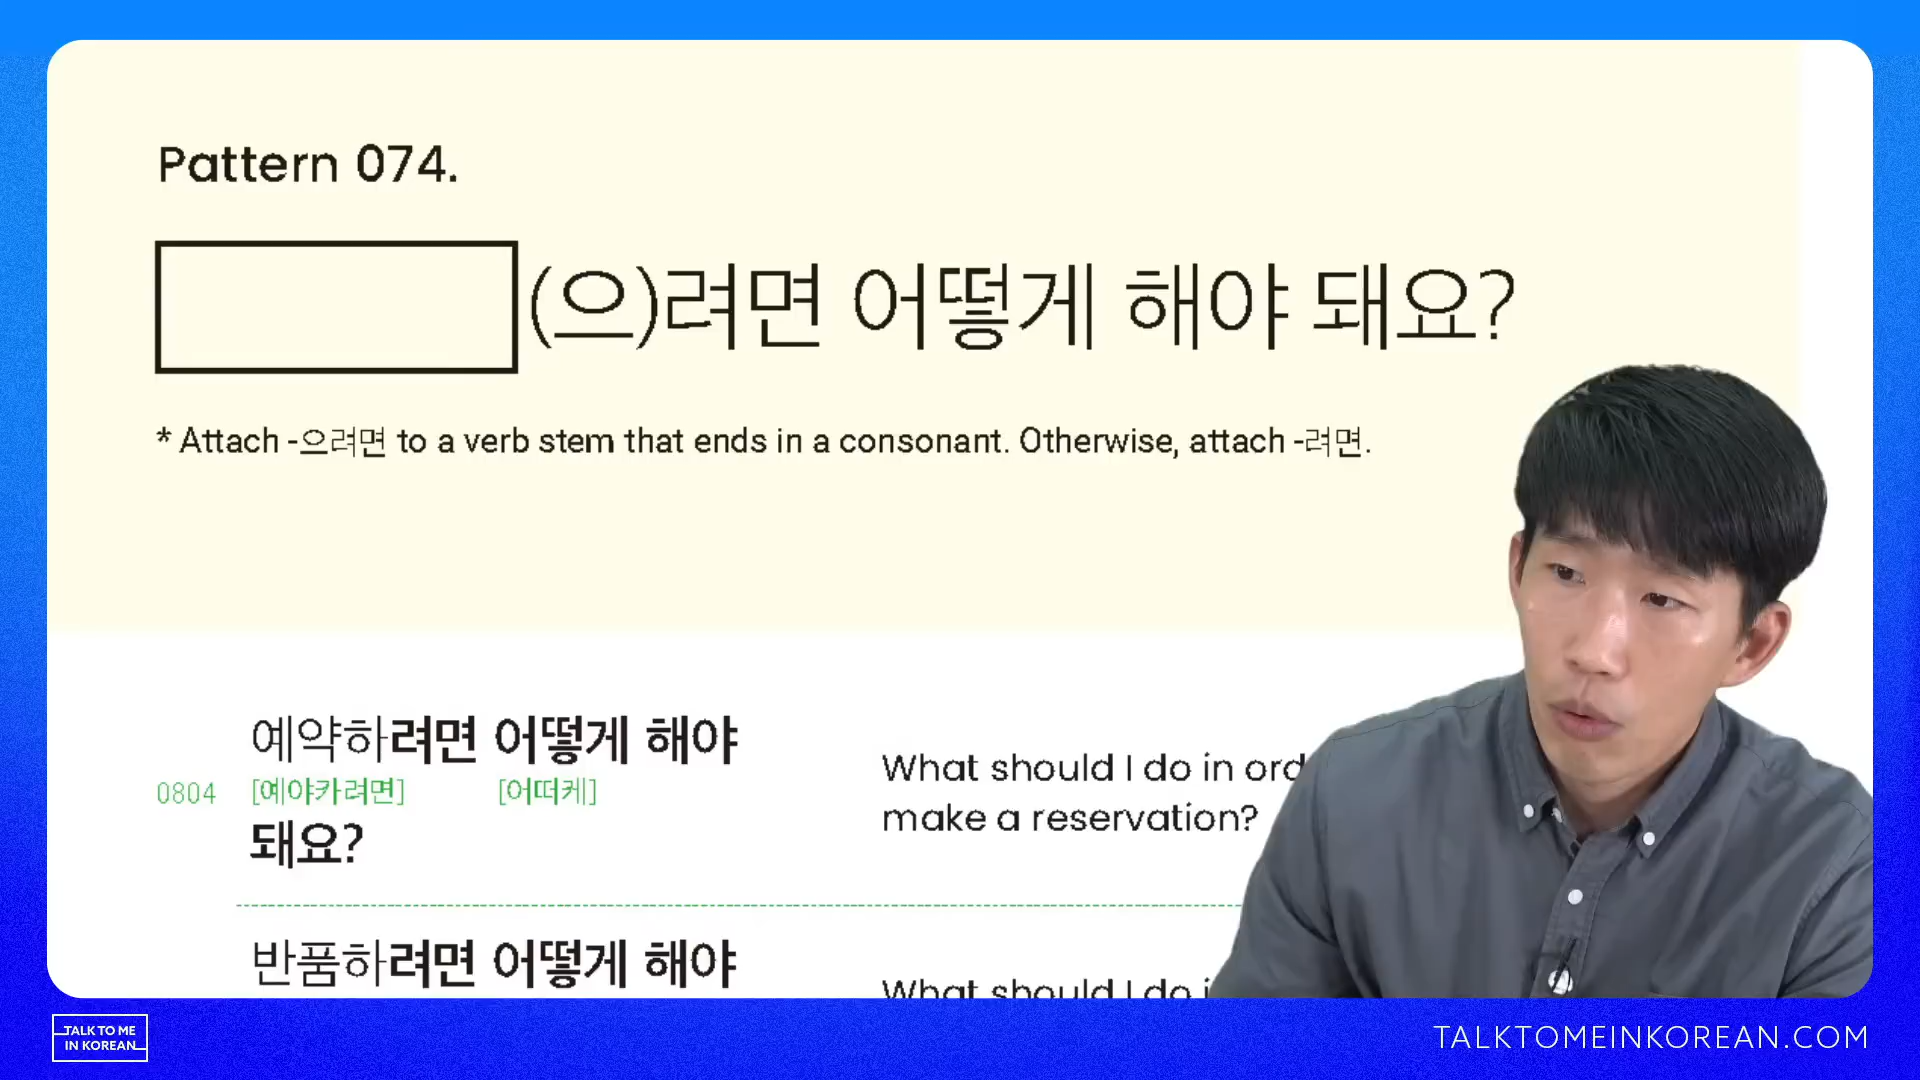 Pattern 074.
(으)려면 어떻게 해야 돼요?
* Attach -으려면 to a verb stem that ends in a consonant. Otherwise, attach -려면.
예약하려면 어떻게 해야
0804 [예야카려면] [어떠케]
돼요?
What should I do in ord
make a reservation?
반품하려면 어떻게 해야
What should I do i
TALK TO ME
IN KOREAN
TALKTOMEINKOREAN.COM